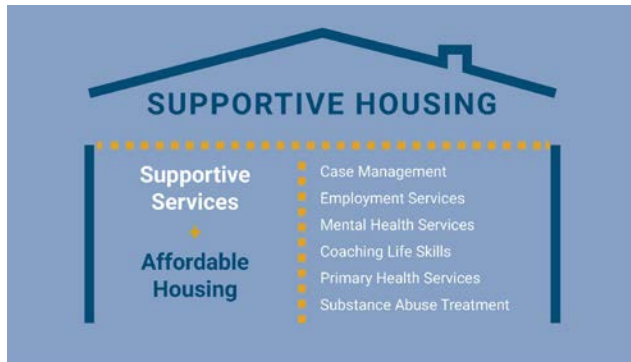 SUPPORTIVE HOUSING
Supportive
Services
+
Affordable
Housing
Case Management
Employment Services
Mental Health Services
Coaching Life Skills
Primary Health Services
Substance Abuse Treatment